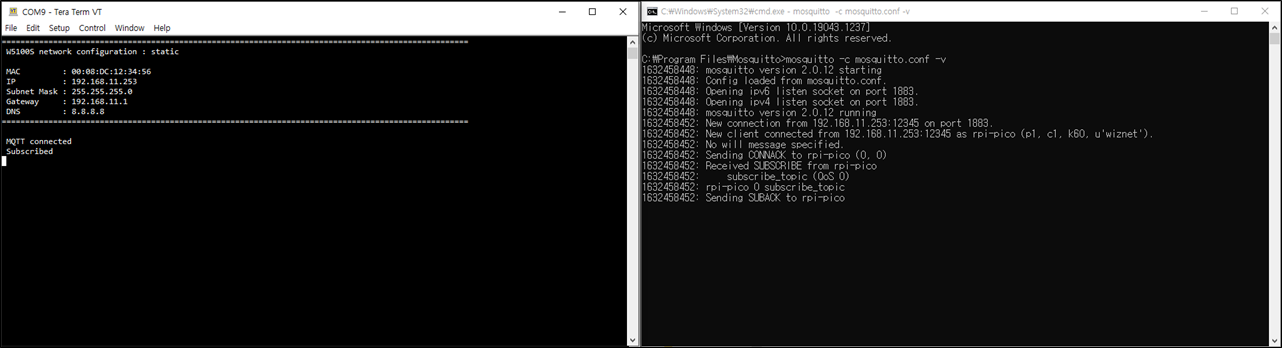 COM9 - Tera Term VT
File Edit Setup Control Window Help
====================================================================================================
W5100S network configuration : static
MAC : 00:08:DC:12:34:56
IP : 192.168.11.253
Subnet Mask : 255.255.255.0
Gateway : 192.168.11.1
DNS : 8.8.8.8
====================================================================================================
MQTT connected
Subscribed
C:₩Windows₩System32₩cmd.exe - mosquitto -c mosquitto.conf -v
Microsoft Windows [Version 10.0.19043.1237]
(c) Microsoft Corporation. All rights reserved.
C:₩Program Files₩Mosquitto>mosquitto -c mosquitto.conf -v
1632458448: mosquitto version 2.0.12 starting
1632458448: Config loaded from mosquitto.conf.
1632458448: Opening ipv6 listen socket on port 1883.
1632458448: Opening ipv4 listen socket on port 1883.
1632458448: mosquitto version 2.0.12 running
1632458452: New connection from 192.168.11.253:12345 on port 1883.
1632458452: New client connected from 192.168.11.253:12345 as rpi-pico (p1, c1, k60, u'wiznet').
1632458452: No will message specified.
1632458452: Sending CONNACK to rpi-pico (0, 0)
1632458452: Received SUBSCRIBE from rpi-pico
1632458452: subscribe_topic (QoS 0)
1632458452: rpi-pico 0 subscribe_topic
1632458452: Sending SUBACK to rpi-pico